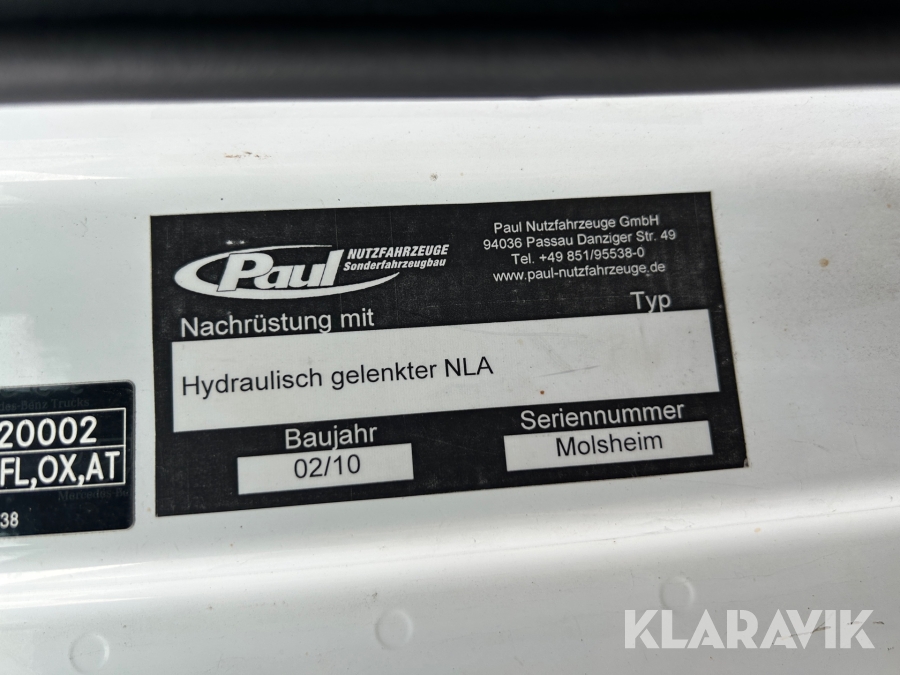 Paul NUTZFAHRZEUGE
Sonderfahrzeugbau
Paul Nutzfahrzeuge GmbH
94036 Passau Danziger Str. 49
Tel. +49 851/95538-0
www.paul-nutzfahrzeuge.de
Nachrüstung mit
Typ
Hydraulisch gelenkter NLA
Baujahr
02/10
Seriennummer
Molsheim
Trucks
20002
FL,OX,AT
38
KLARAVIK